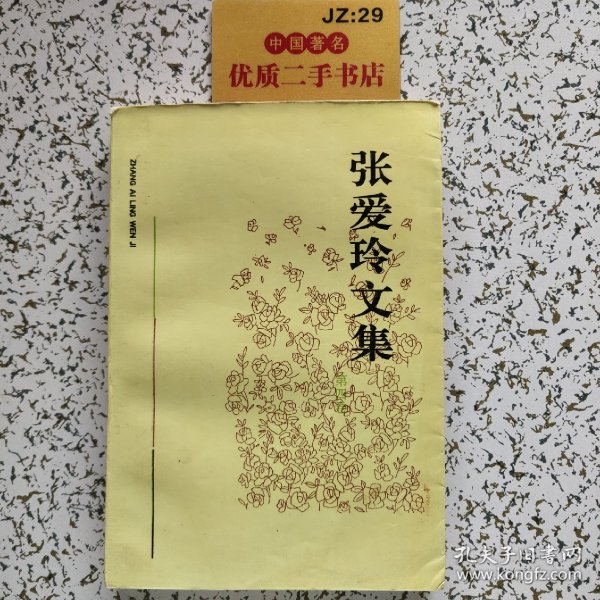 JZ:29
中国著名
优质二手书店
张爱玲文集
ZHANG AI LING WEN JI
孔夫子旧书网
www.kongfz.com